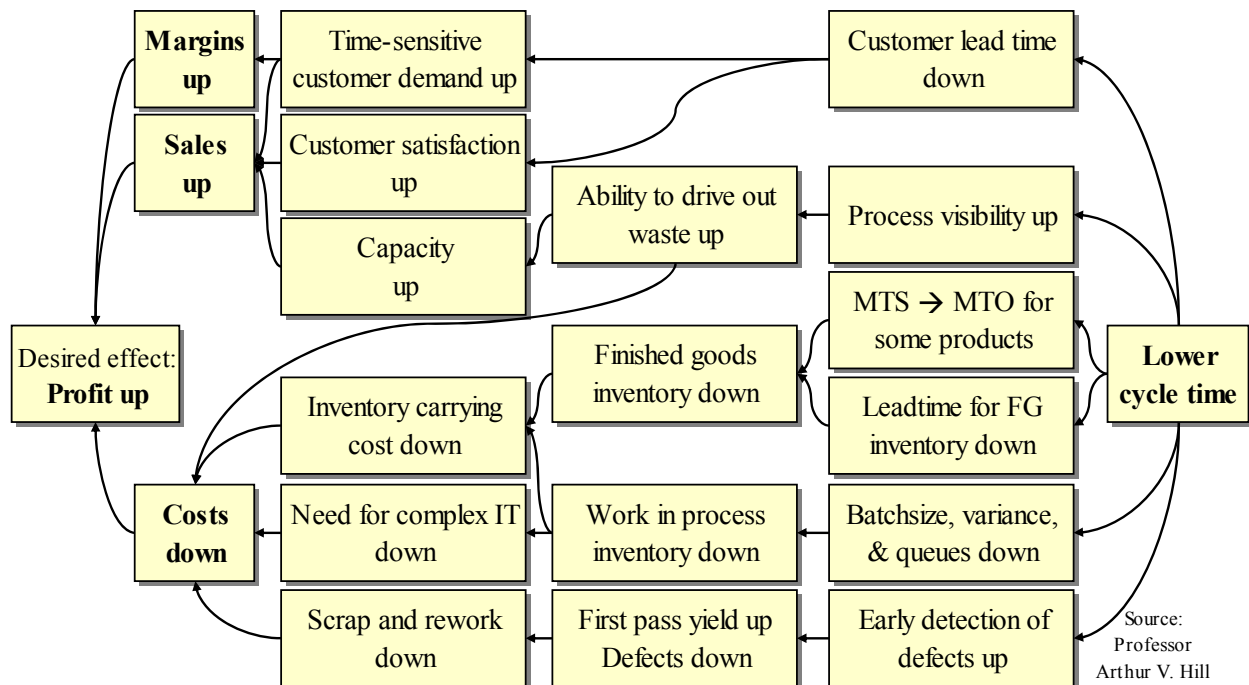 Margins
up
Time-sensitive
customer demand up
Customer lead time
down
Sales
up
Customer satisfaction
up
Ability to drive out
waste up
Process visibility up
Capacity
up
MTS → MTO for
some products
Desired effect:
Profit up
Finished goods
inventory down
Lower
cycle time
Inventory carrying
cost down
Leadtime for FG
inventory down
Costs
down
Need for complex IT
down
Work in process
inventory down
Batchsize, variance,
& queues down
Scrap and rework
down
First pass yield up
Defects down
Early detection of
defects up
Source:
Professor
Arthur V. Hill